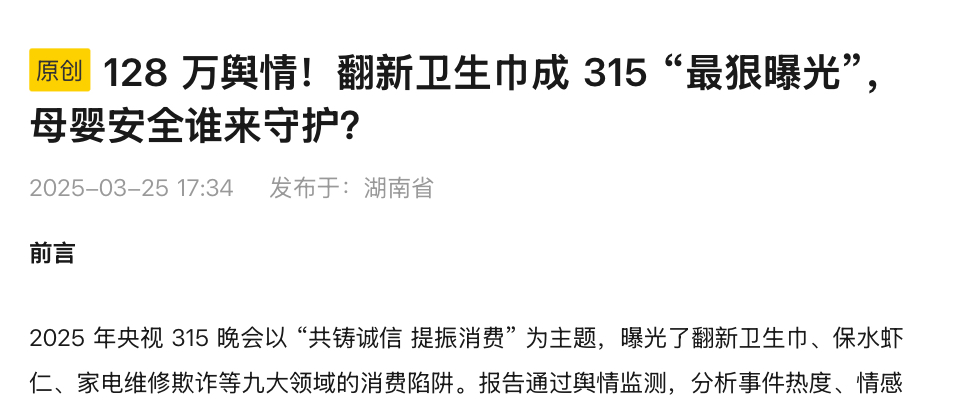 原创 128 万舆情！翻新卫生巾成 315 “最狠曝光”，
母婴安全谁来守护？
2025-03-25 17:34 发布于：湖南省
前言
2025 年央视 315 晚会以 “共铸诚信 提振消费” 为主题，曝光了翻新卫生巾、保水虾
仁、家电维修欺诈等九大领域的消费陷阱。报告通过舆情监测，分析事件热度、情感